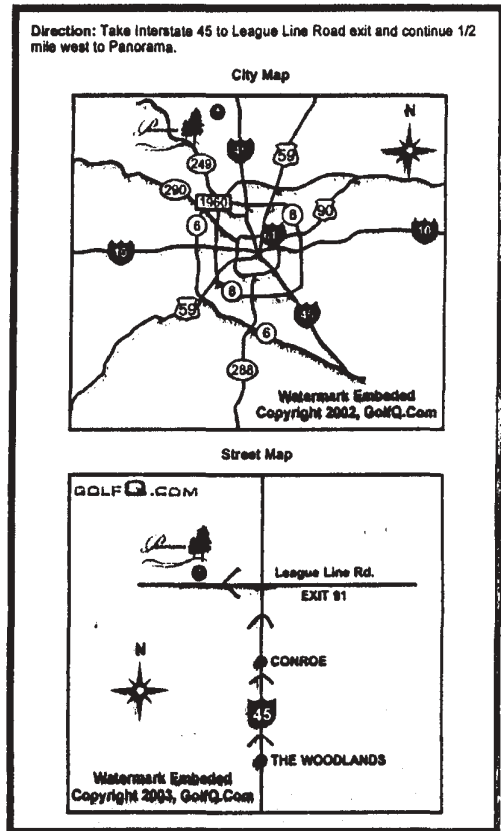 Direction: Take Interstate 45 to League Line Road exit and continue 1/2
mile west to Panorama.
City Map
N
249
59
290
1960
6
8
90
10
8
59
45
6
288
Watermark Embeded
Copyright 2002, GolfQ.Com
Street Map
GOLFQ.COM
League Line Rd.
EXIT 91
N
CONROE
45
THE WOODLANDS
Watermark Embeded
Copyright 2003, GolfQ.Com